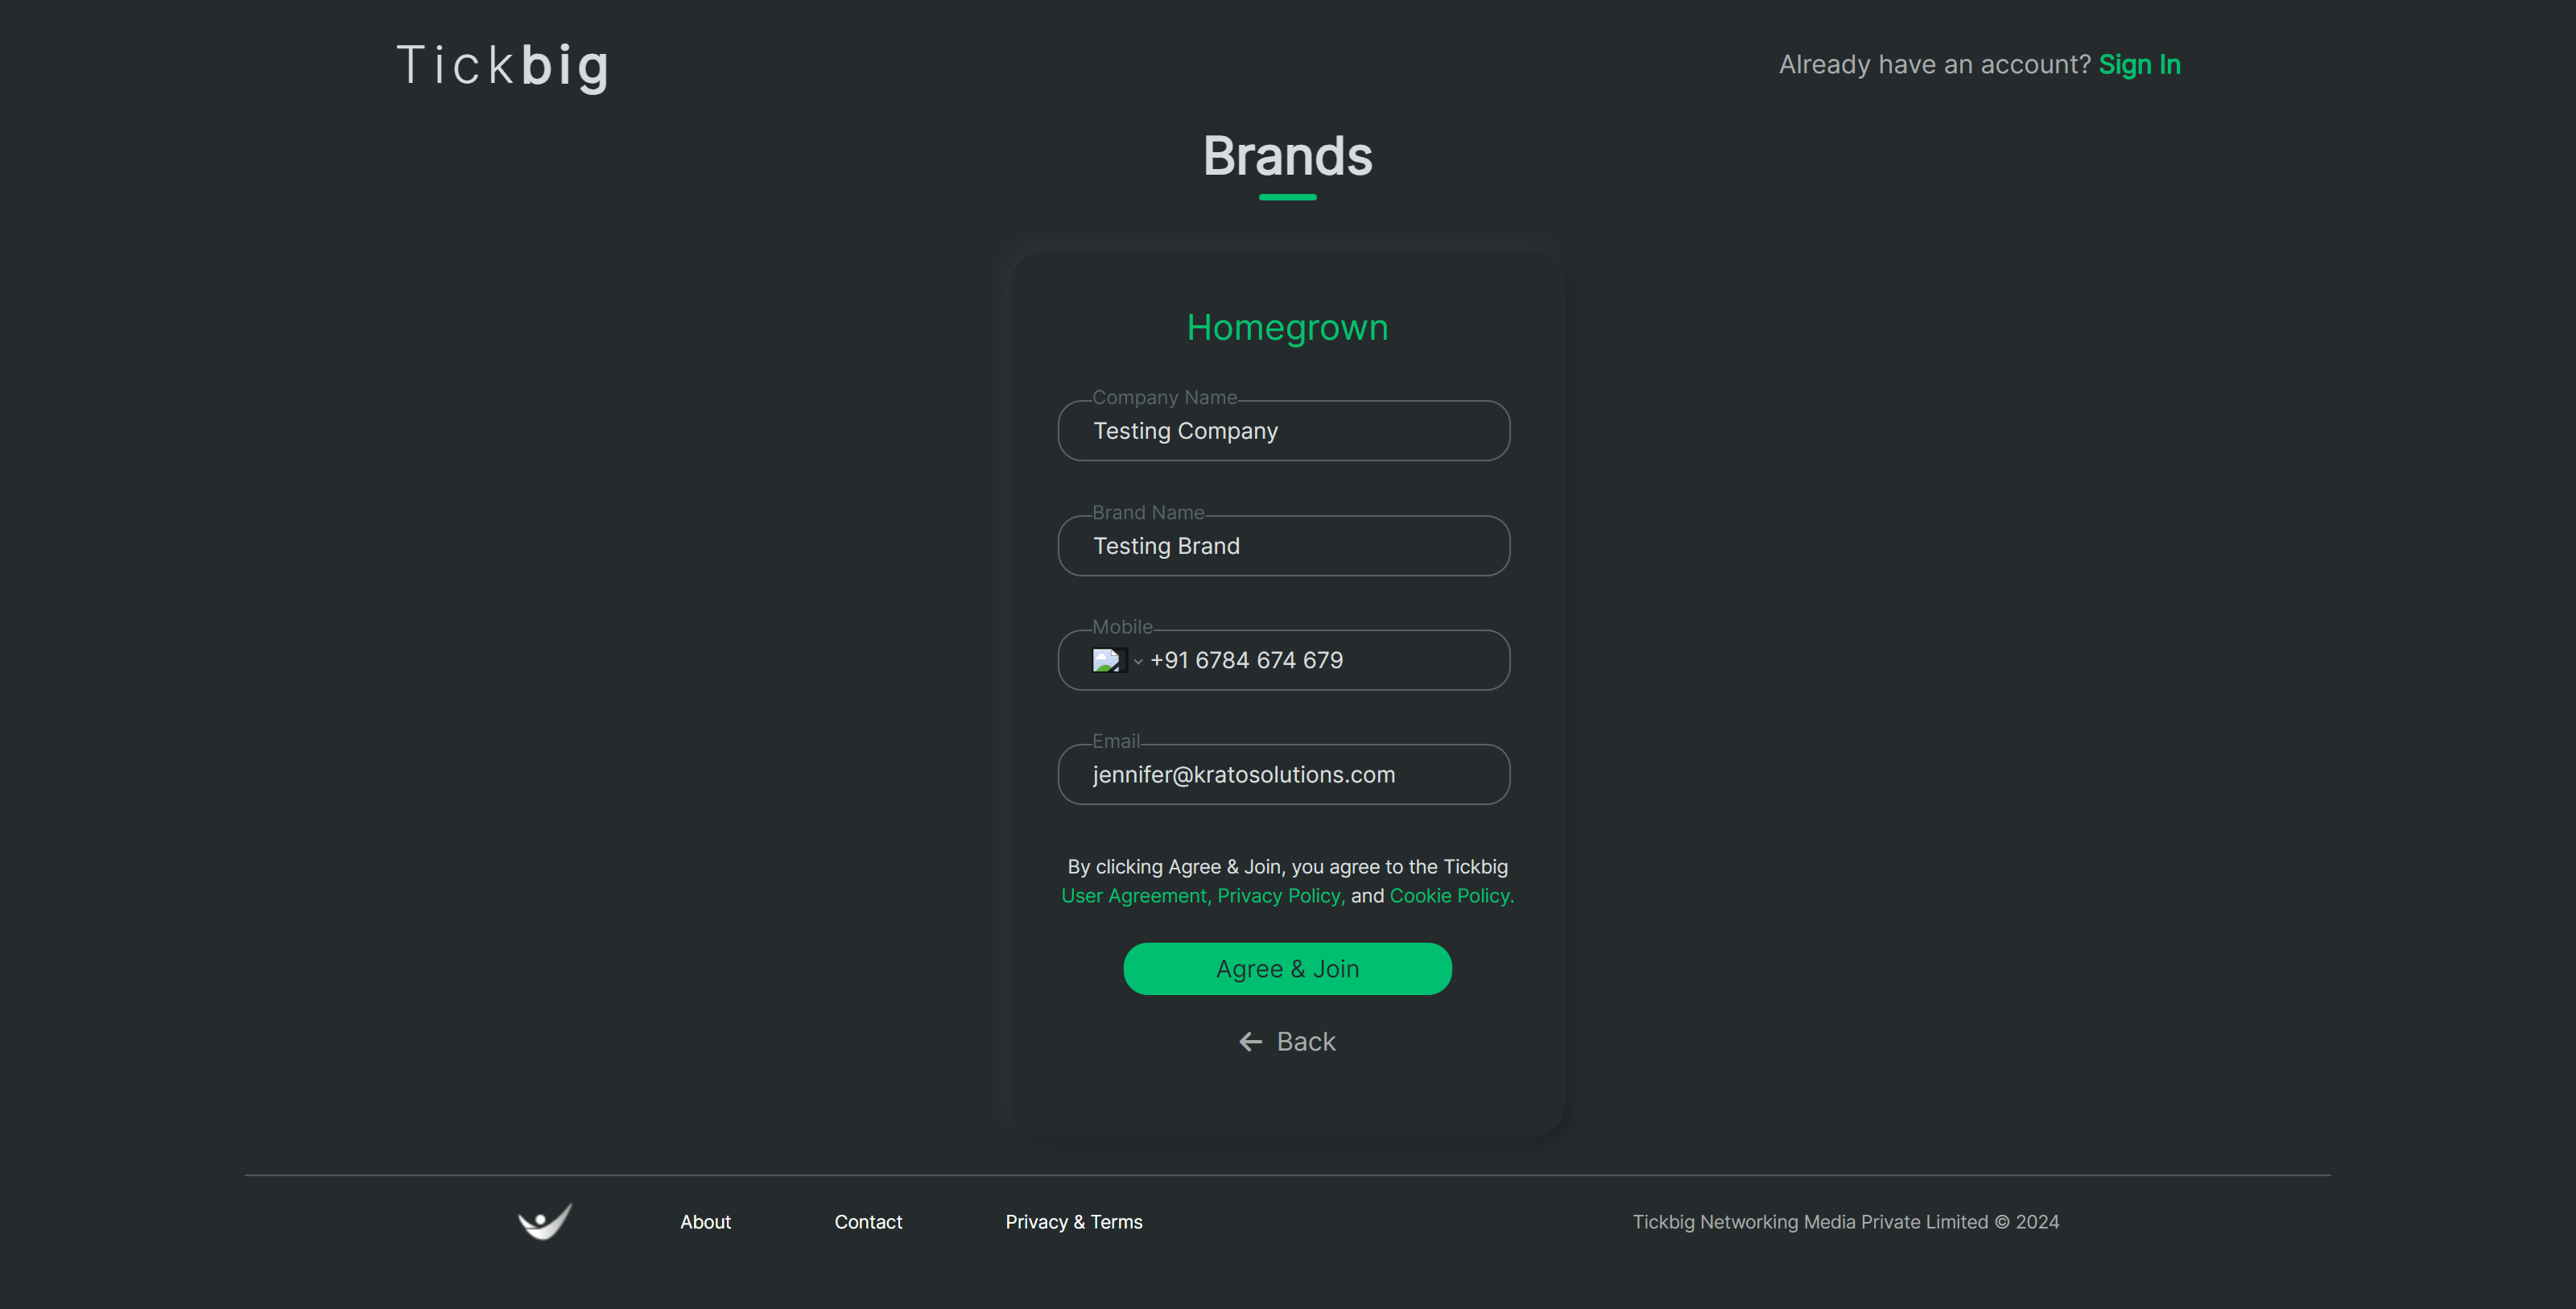 Tickbig
Already have an account? Sign In
Brands
Homegrown
Company Name
Testing Company
Brand Name
Testing Brand
Mobile
+91 6784 674 679
Email
jennifer@kratosolutions.com
By clicking Agree & Join, you agree to the Tickbig
User Agreement, Privacy Policy, and Cookie Policy.
Agree & Join
Back
About
Contact
Privacy & Terms
Tickbig Networking Media Private Limited © 2024